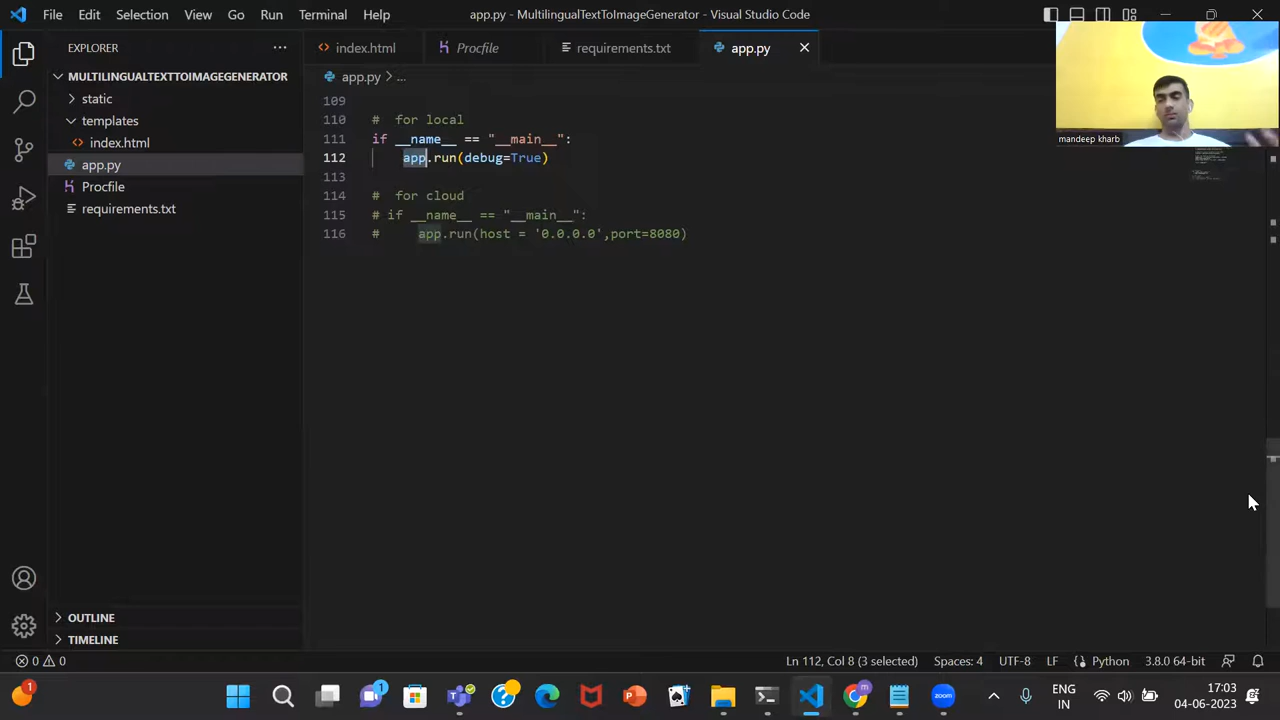 File Edit Selection View Go Run Terminal Help
app.py - MultilingualTextToImageGenerator - Visual Studio Code
EXPLORER
index.html
Procfile
requirements.txt
app.py
MULTILINGUALTEXTTOIMAGEGENERATOR
static
templates
index.html
app.py
Procfile
requirements.txt
app.py > ...
109
110 # for local
111 if __name__ == "__main__":
112 app.run(debug=True)
113
114 # for cloud
115 # if __name__ == "__main__":
116 # app.run(host = '0.0.0.0',port=8080)
mandeep kharb
OUTLINE
TIMELINE
0 0
Ln 112, Col 8 (3 selected) Spaces: 4 UTF-8 LF Python 3.8.0 64-bit
1
1
zoom
ENG
IN
17:03
04-06-2023